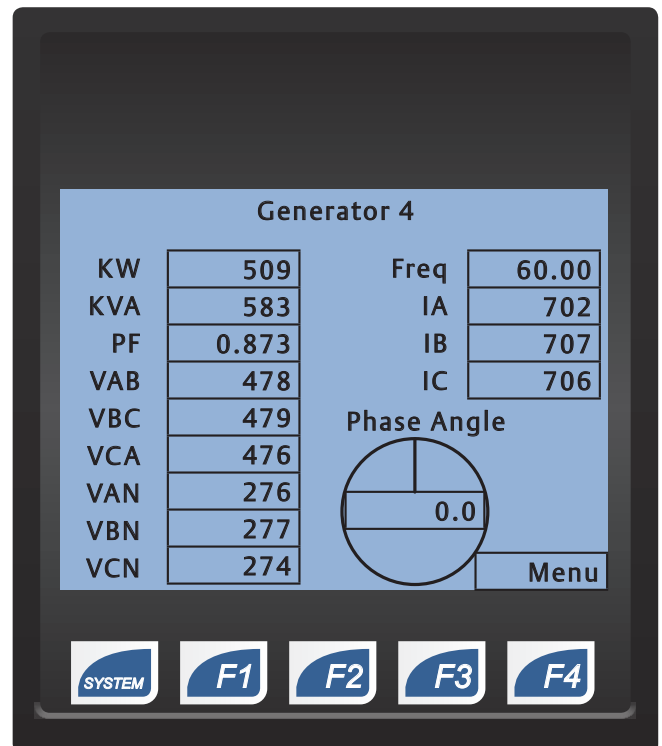 Generator 4
KW 509 Freq 60.00
KVA 583 IA 702
PF 0.873 IB 707
VAB 478 IC 706
VBC 479 Phase Angle
VCA 476
VAN 276 0.0
VBN 277
VCN 274 Menu
SYSTEM F1 F2 F3 F4